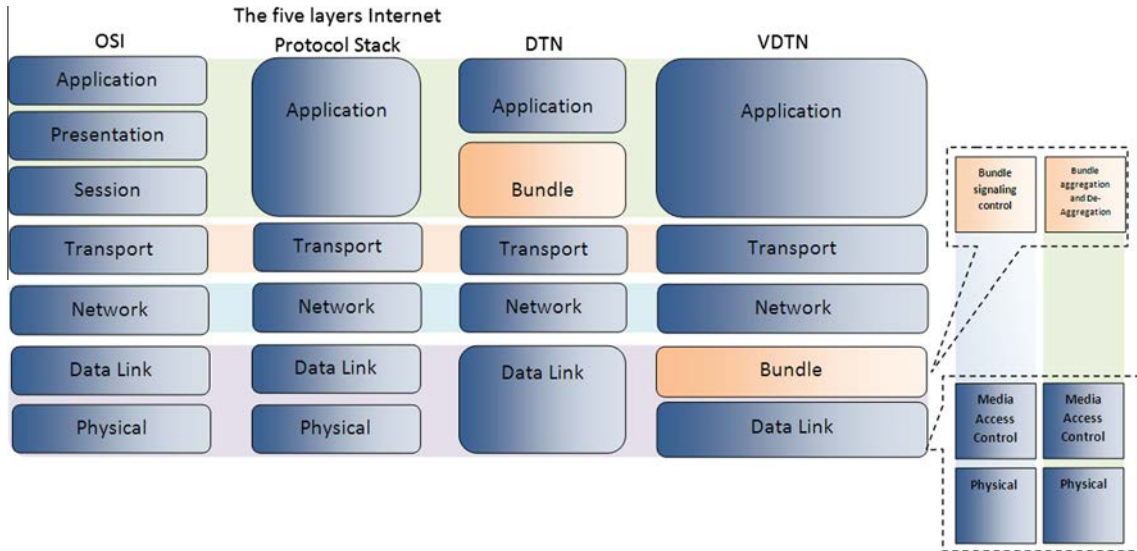 The five layers Internet
Protocol Stack
OSI
DTN
VDTN
Application
Presentation
Session
Transport
Network
Data Link
Physical
Application
Transport
Network
Data Link
Physical
Application
Bundle
Transport
Network
Data Link
Application
Transport
Network
Bundle
Data Link
Bundle
signaling
control
Bundle
aggregation
and De-
Aggregation
Media
Access
Control
Media
Access
Control
Physical
Physical